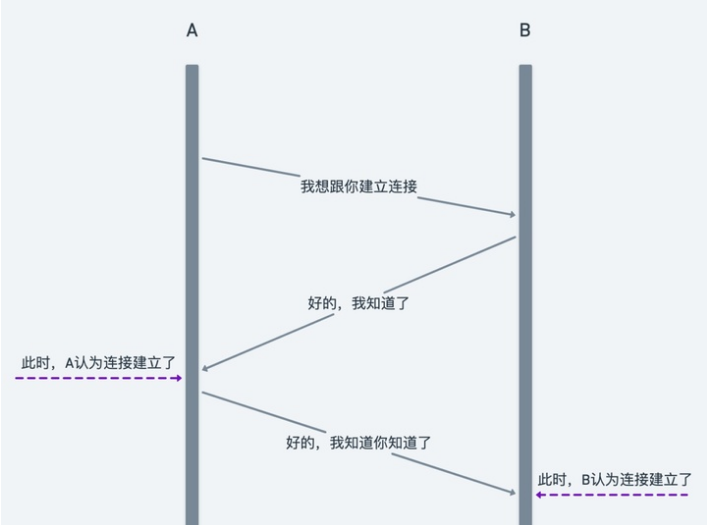 A
B
我想跟你建立连接
好的，我知道了
此时，A认为连接建立了
好的，我知道你知道了
此时，B认为连接建立了